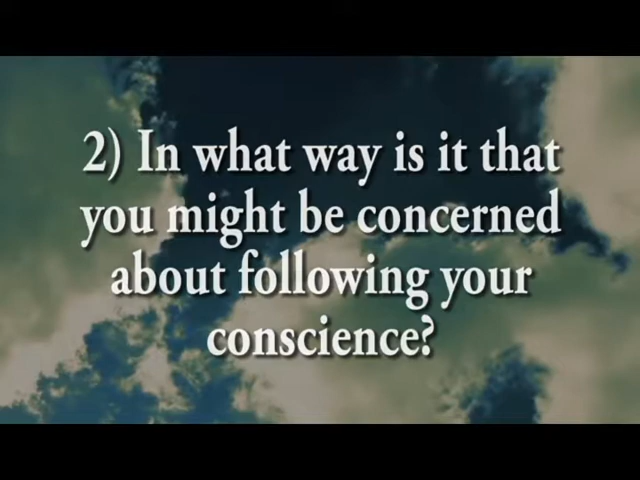 2) In what way is it that
you might be concerned
about following your
conscience?